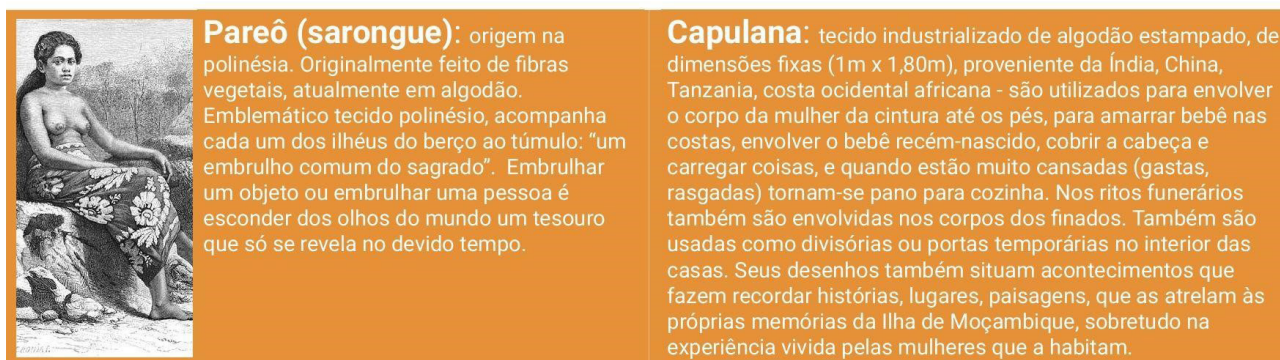 Pareô (sarongue): origem na
polinésia. Originalmente feito de fibras
vegetais, atualmente em algodão.
Emblemático tecido polinésio, acompanha
cada um dos ilhéus do berço ao túmulo: “um
embrulho comum do sagrado”. Embrulhar
um objeto ou embrulhar uma pessoa é
esconder dos olhos do mundo um tesouro
que só se revela no devido tempo.
Capulana: tecido industrializado de algodão estampado, de
dimensões fixas (1m x 1,80m), proveniente da Índia, China,
Tanzania, costa ocidental africana - são utilizados para envolver
o corpo da mulher da cintura até os pés, para amarrar bebê nas
costas, envolver o bebê recém-nascido, cobrir a cabeça e
carregar coisas, e quando estão muito cansadas (gastas,
rasgadas) tornam-se pano para cozinha. Nos ritos funerários
também são envolvidas nos corpos dos finados. Também são
usadas como divisórias ou portas temporárias no interior das
casas. Seus desenhos também situam acontecimentos que
fazem recordar histórias, lugares, paisagens, que as atrelam às
próprias memórias da Ilha de Moçambique, sobretudo na
experiência vivida pelas mulheres que a habitam.